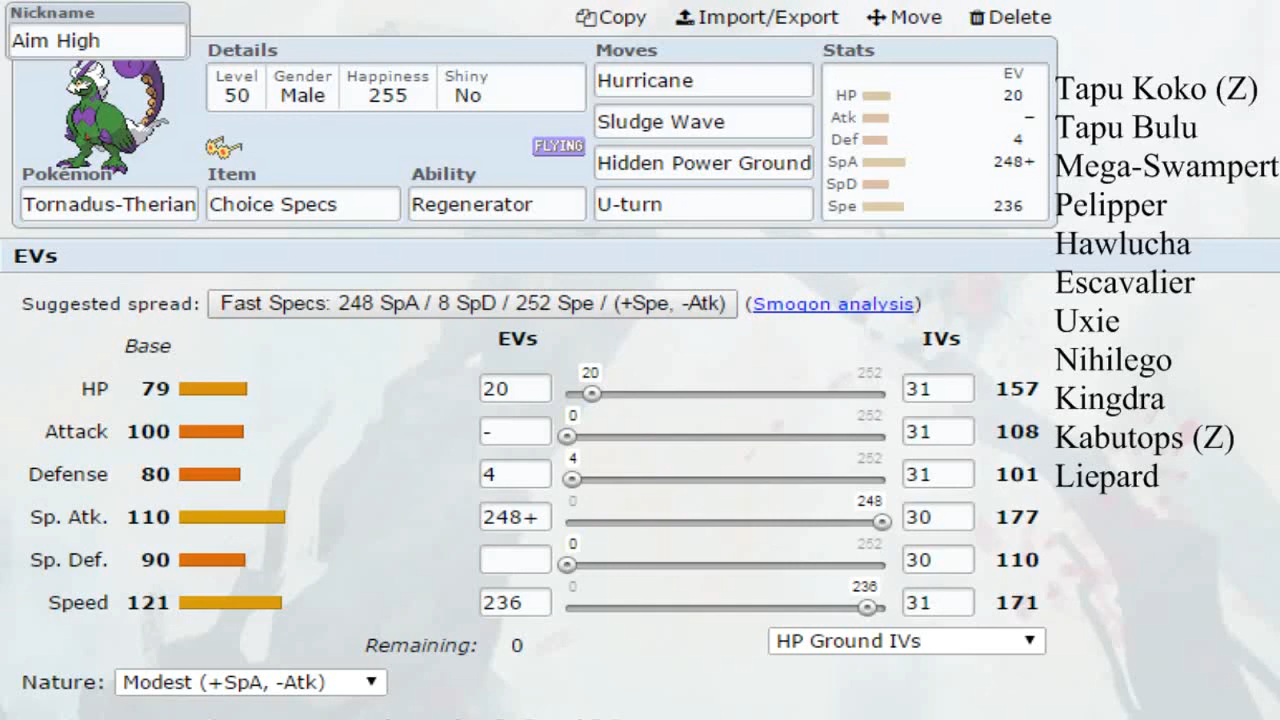 Nickname
Aim High
Copy Import/Export Move Delete
Details
Level Gender Happiness Shiny
50 Male 255 No
FLYING
Pokémon Item Ability
Tornadus-Therian Choice Specs Regenerator
Moves
Hurricane
Sludge Wave
Hidden Power Ground
U-turn
Stats
EV
HP 20
Atk –
Def 4
SpA 248+
SpD
Spe 236
Tapu Koko (Z)
Tapu Bulu
Mega-Swampert
Pelipper
Hawlucha
Escavalier
Uxie
Nihilego
Kingdra
Kabutops (Z)
Liepard
EVs
Suggested spread: Fast Specs: 248 SpA / 8 SpD / 252 Spe / (+Spe, -Atk) (Smogon analysis)
Base EVs IVs
HP 79 20 20 252 31 157
Attack 100 - 0 252 31 108
Defense 80 4 4 252 31 101
Sp. Atk. 110 248+ 0 248 30 177
Sp. Def. 90 0 252 30 110
Speed 121 236 0 236 31 171
Remaining: 0
HP Ground IVs
Nature: Modest (+SpA, -Atk)